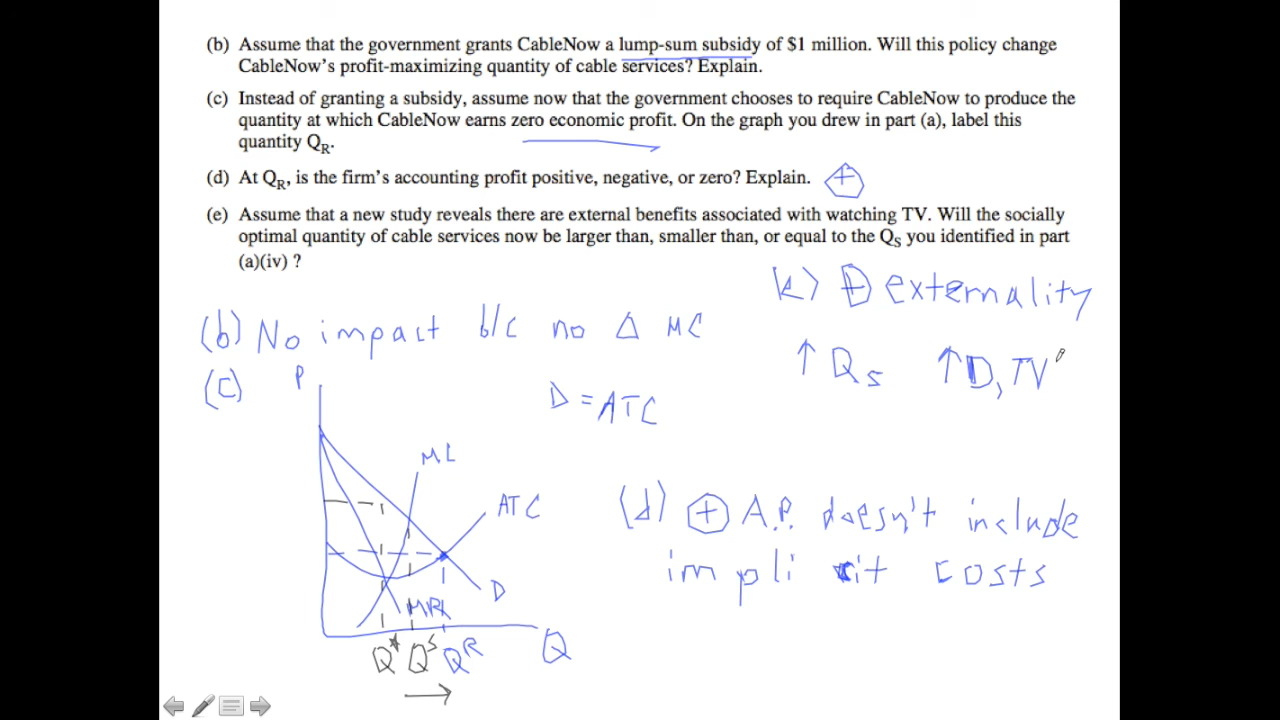 (b) Assume that the government grants CableNow a lump-sum subsidy of $1 million. Will this policy change
CableNow's profit-maximizing quantity of cable services? Explain.
(c) Instead of granting a subsidy, assume now that the government chooses to require CableNow to produce the
quantity at which CableNow earns zero economic profit. On the graph you drew in part (a), label this
quantity QR.
(d) At QR, is the firm's accounting profit positive, negative, or zero? Explain. +
(e) Assume that a new study reveals there are external benefits associated with watching TV. Will the socially
optimal quantity of cable services now be larger than, smaller than, or equal to the QS you identified in part
(a)(iv) ?
(e) + externality
(b) No impact b/c no Δ MC
↑ Qs ↑ D, TV
(c) P
D = ATC
MC
ATC
(d) + A.P. doesn't include
implicit costs
D
MR
Q* QS QR Q
→